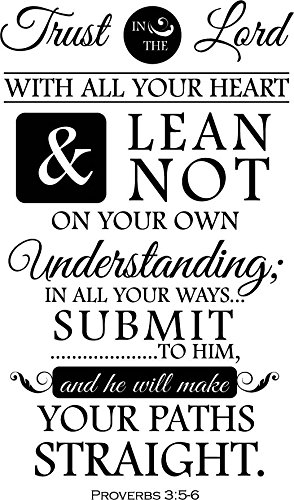 Trust IN THE Lord
WITH ALL YOUR HEART
& LEAN
NOT
ON YOUR OWN
Understanding;
IN ALL YOUR WAYS...
SUBMIT
.....................TO HIM,
and he will make
YOUR PATHS
STRAIGHT.
PROVERBS 3:5-6